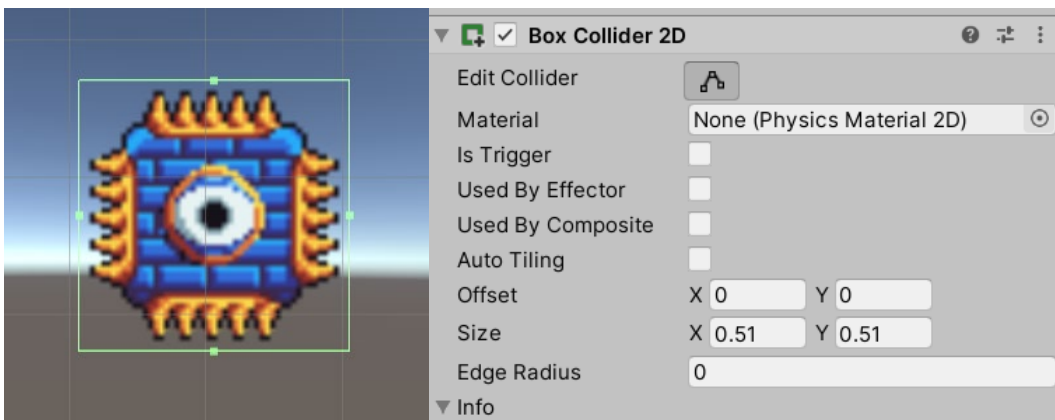 Box Collider 2D
Edit Collider
Material None (Physics Material 2D)
Is Trigger
Used By Effector
Used By Composite
Auto Tiling
Offset X 0 Y 0
Size X 0.51 Y 0.51
Edge Radius 0
Info